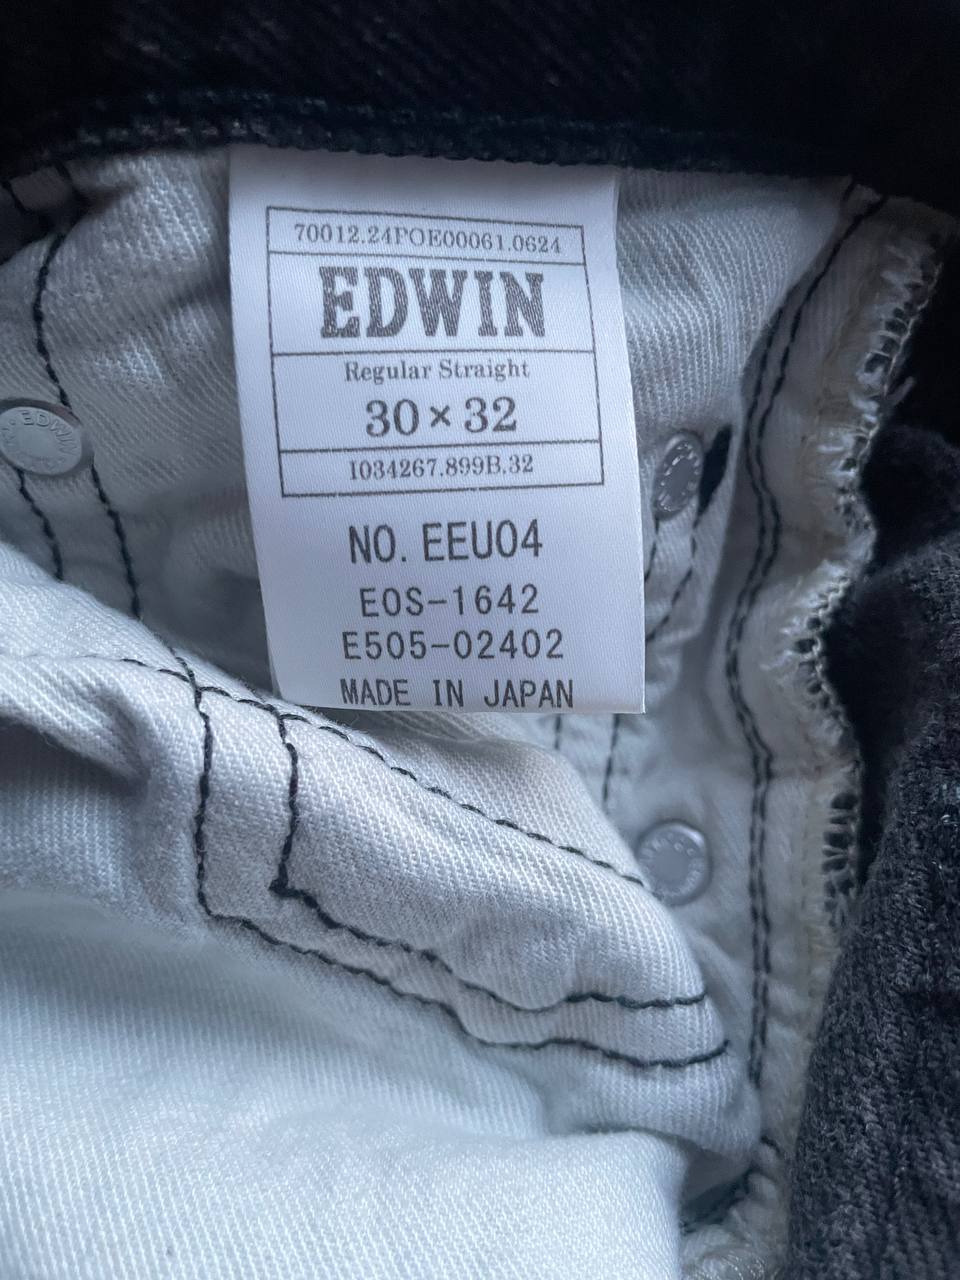 70012.24POE00061.0624
EDWIN
Regular Straight
30×32
I034267.899B.32
NO. EEU04
EOS-1642
E505-02402
MADE IN JAPAN
EDWIN